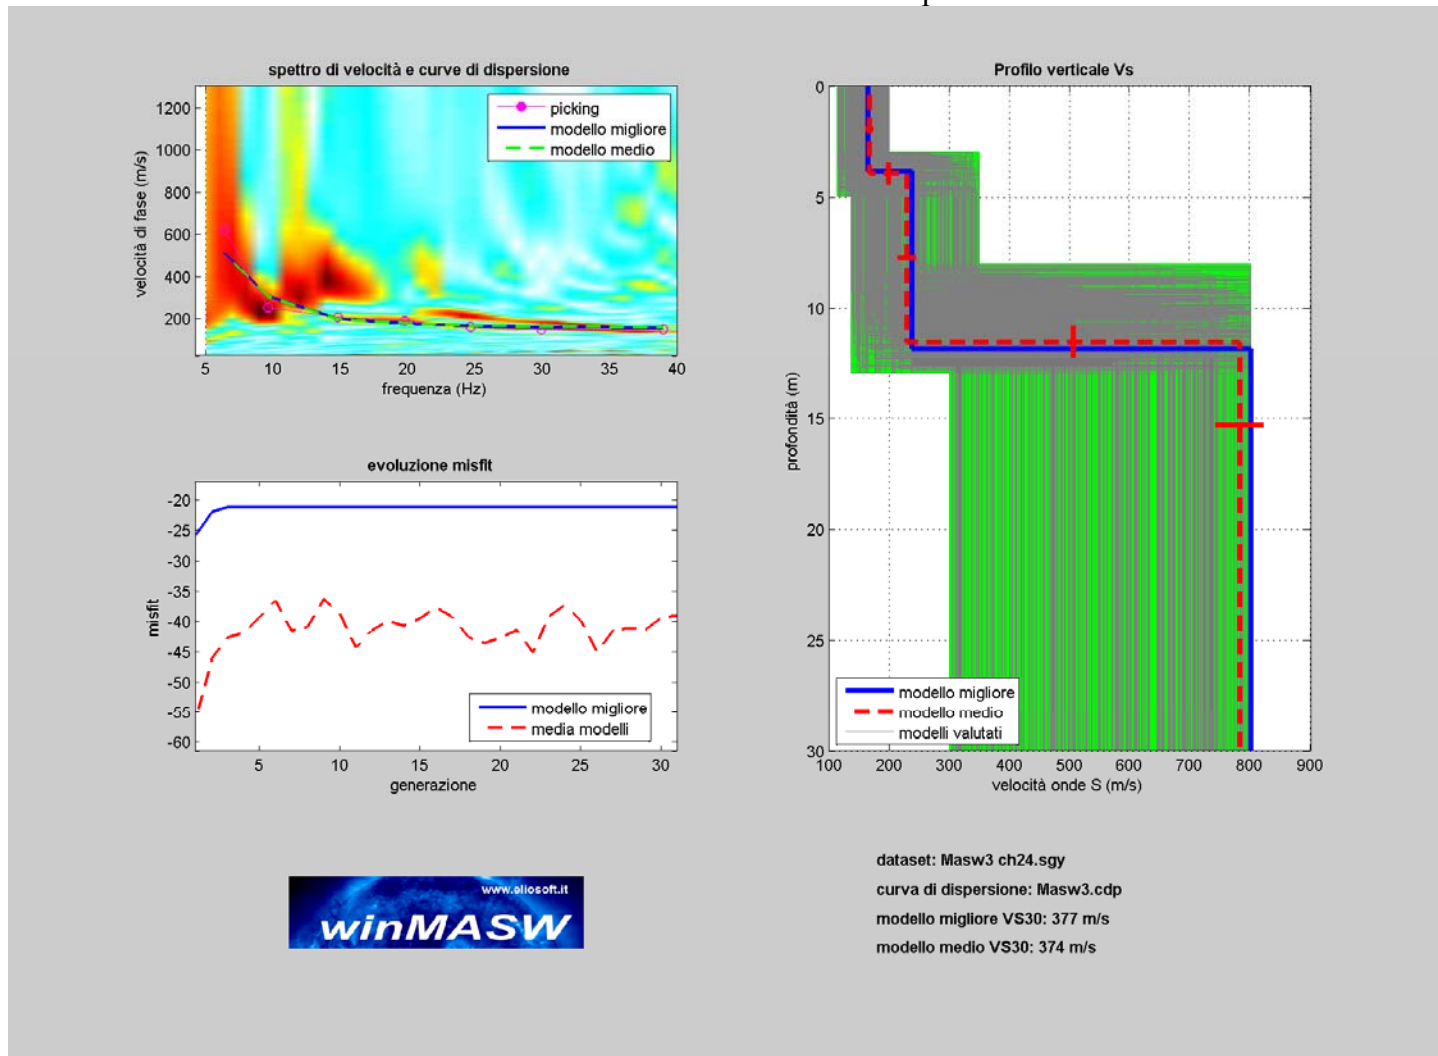 spettro di velocità e curve di dispersione
1300
1200
1000
800
600
400
200
velocità di fase (m/s)
picking
modello migliore
modello medio
5 10 15 20 25 30 35 40
frequenza (Hz)
evoluzione misfit
-20
-25
-30
-35
-40
-45
-50
-55
-60
misfit
modello migliore
media modelli
5 10 15 20 25 30
generazione
Profilo verticale Vs
0
5
10
15
20
25
30
profondità (m)
modello migliore
modello medio
modelli valutati
100 200 300 400 500 600 700 800 900
velocità onde S (m/s)
www.eliosoft.it
winMASW
dataset: Masw3 ch24.sgy
curva di dispersione: Masw3.cdp
modello migliore VS30: 377 m/s
modello medio VS30: 374 m/s